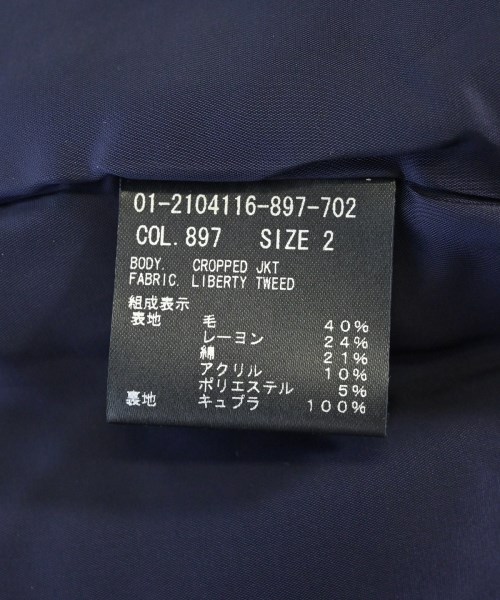 01-2104116-897-702
COL.897 SIZE 2
BODY. CROPPED JKT
FABRIC. LIBERTY TWEED
組成表示
表地 毛 40%
レーヨン 24%
綿 21%
アクリル 10%
ポリエステル 5%
裏地 キュプラ 100%